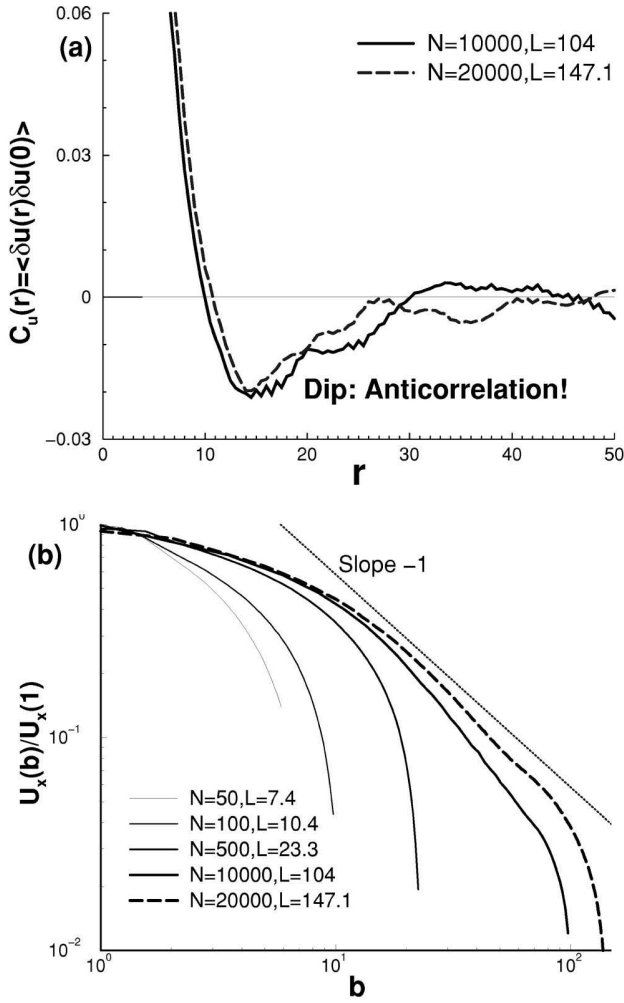 0.06
(a)
N=10000,L=104
N=20000,L=147.1
0.03
C_u(r)=<δu(r)δu(0)>
0
Dip: Anticorrelation!
−0.03
0
10
20
30
40
50
r
10^0
(b)
Slope −1
U_x(b)/U_x(1)
10^-1
N=50,L=7.4
N=100,L=10.4
N=500,L=23.3
N=10000,L=104
N=20000,L=147.1
10^-2
10^0
10^1
10^2
b